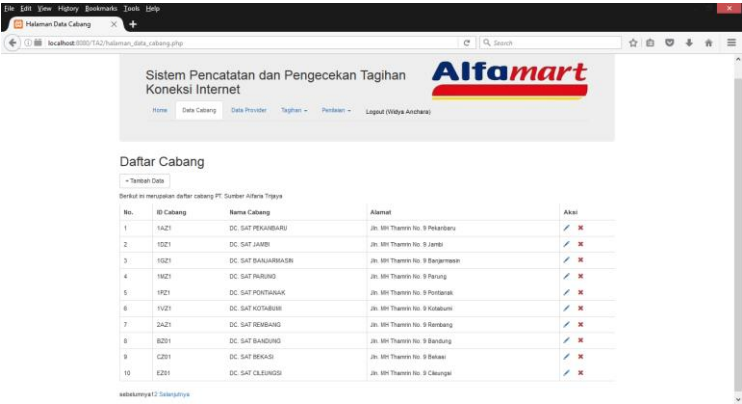 File Edit View History Bookmarks Tools Help
Halaman Data Cabang
localhost:8080/TA2/halaman_data_cabang.php
Search
Sistem Pencatatan dan Pengecekan Tagihan
Koneksi Internet
Alfamart
Home Data Cabang Data Provider Tagihan Penilaian Logout (Widya Anchara)
Daftar Cabang
+ Tambah Data
Berikut ini merupakan daftar cabang PT. Sumber Alfaria Trijaya
No. ID Cabang Nama Cabang Alamat Aksi
1 1AZ1 DC. SAT PEKANBARU Jln. MH Thamrin No. 9 Pekanbaru
2 1DZ1 DC. SAT JAMBI Jln. MH Thamrin No. 9 Jambi
3 1GZ1 DC. SAT BANJARMASIN Jln. MH Thamrin No. 9 Banjarmasin
4 1MZ1 DC. SAT PARUNG Jln. MH Thamrin No. 9 Parung
5 1PZ1 DC. SAT PONTIANAK Jln. MH Thamrin No. 9 Pontianak
6 1VZ1 DC. SAT KOTABUMI Jln. MH Thamrin No. 9 Kotabumi
7 2AZ1 DC. SAT REMBANG Jln. MH Thamrin No. 9 Rembang
8 BZ01 DC. SAT BANDUNG Jln. MH Thamrin No. 9 Bandung
9 CZ01 DC. SAT BEKASI Jln. MH Thamrin No. 9 Bekasi
10 EZ01 DC. SAT CILEUNGSI Jln. MH Thamrin No. 9 Cileungsi
sebelumnya12 Selanjutnya